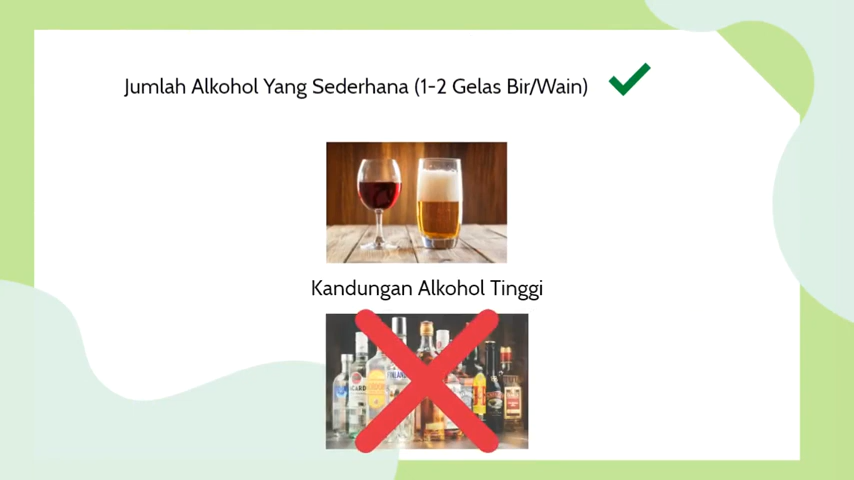 Jumlah Alkohol Yang Sederhana (1-2 Gelas Bir/Wain)
Kandungan Alkohol Tinggi